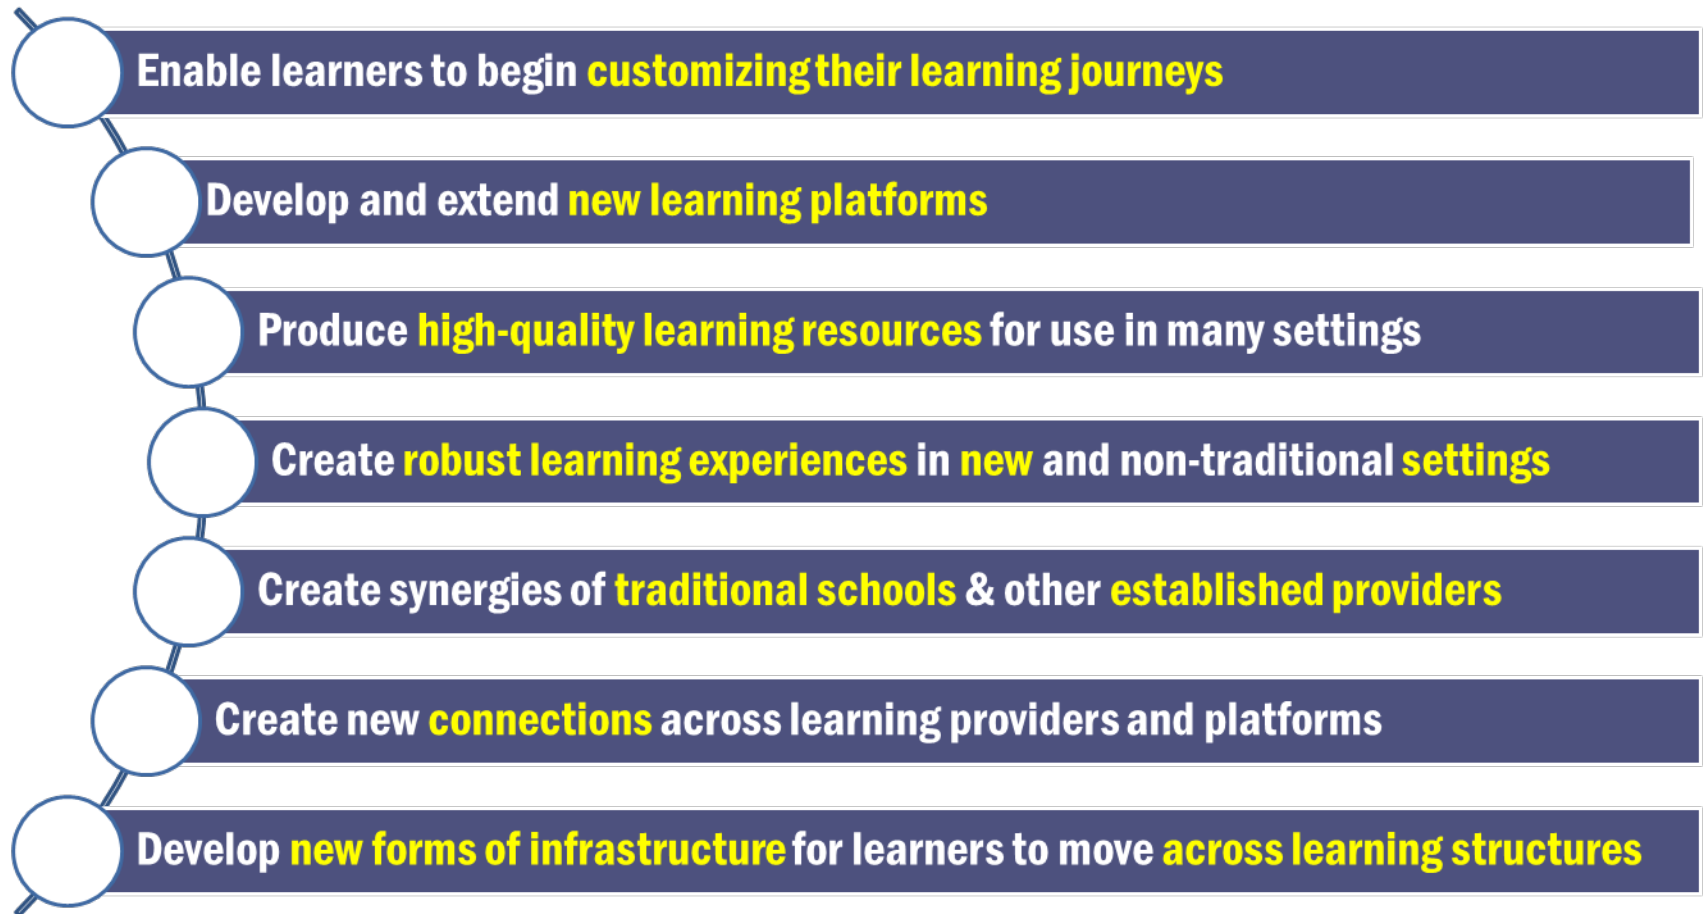 Enable learners to begin customizing their learning journeys
Develop and extend new learning platforms
Produce high-quality learning resources for use in many settings
Create robust learning experiences in new and non-traditional settings
Create synergies of traditional schools & other established providers
Create new connections across learning providers and platforms
Develop new forms of infrastructure for learners to move across learning structures